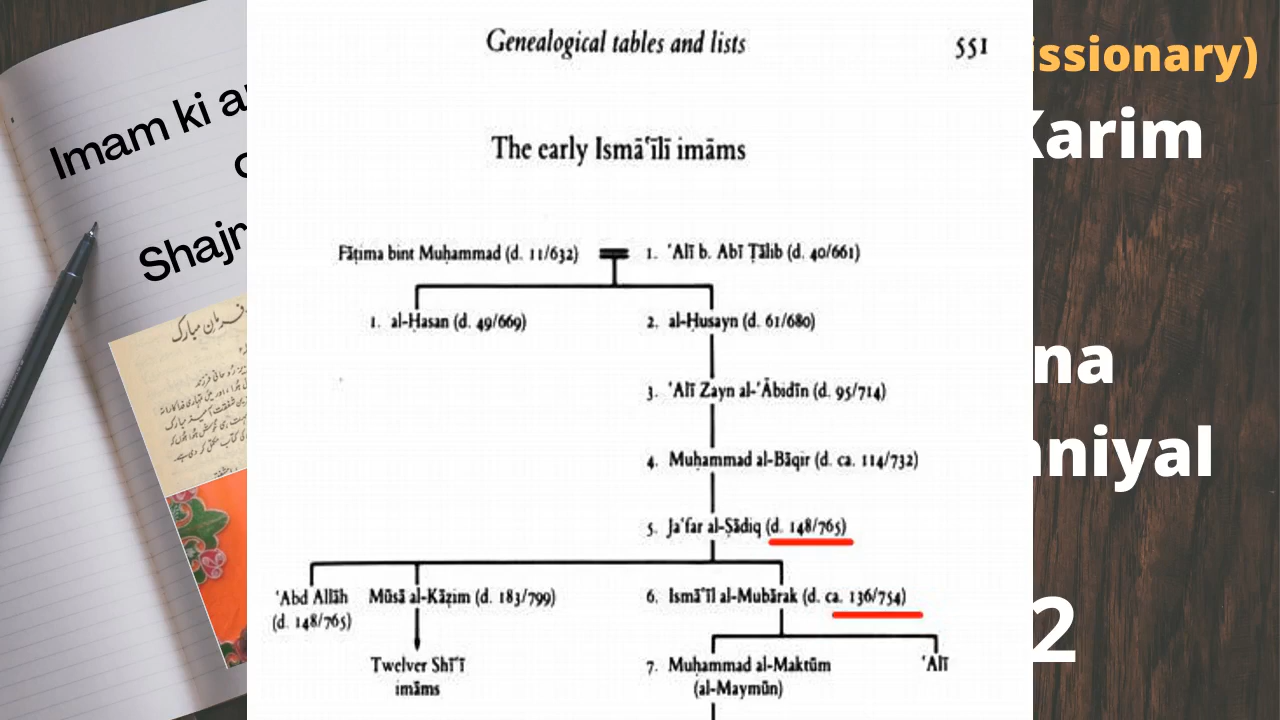 Genealogical tables and lists 551
The early Ismāʿīlī imāms
Fāṭima bint Muḥammad (d. 11/632) 1. ʿAlī b. Abī Ṭālib (d. 40/661)
1. al-Ḥasan (d. 49/669) 2. al-Ḥusayn (d. 61/680)
3. ʿAlī Zayn al-ʿĀbidīn (d. 95/714)
4. Muḥammad al-Bāqir (d. ca. 114/732)
5. Jaʿfar al-Ṣādiq (d. 148/765)
ʿAbd Allāh Mūsā al-Kāẓim (d. 183/799) 6. Ismāʿīl al-Mubārak (d. ca. 136/754)
(d. 148/765)
Twelver Shīʿī 7. Muḥammad al-Maktūm ʿAlī
imāms (al-Maymūn)
Imam ki a
Shajr
فرمان مبارک
issionary)
Karim
na
niyal
2